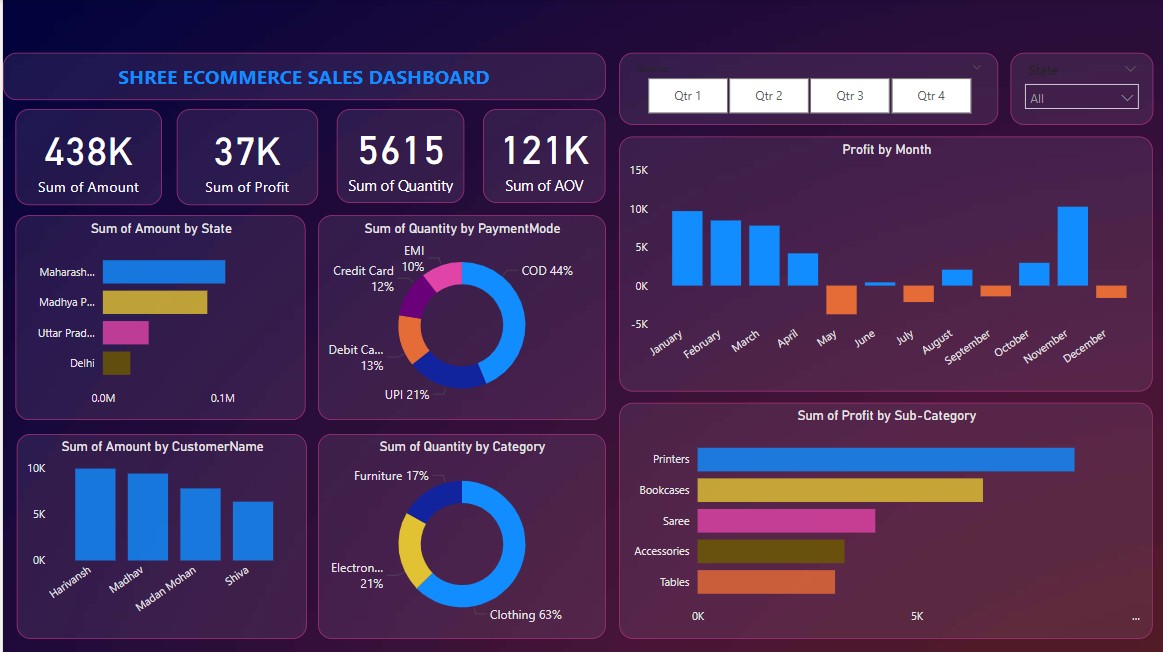 SHREE ECOMMERCE SALES DASHBOARD
Qtr 1
Qtr 2
Qtr 3
Qtr 4
State
All
438K
Sum of Amount
37K
Sum of Profit
5615
Sum of Quantity
121K
Sum of AOV
Sum of Amount by State
Maharash...
Madhya P...
Uttar Prad...
Delhi
0.0M
0.1M
Sum of Quantity by PaymentMode
EMI
10%
Credit Card
12%
COD 44%
Debit Ca...
13%
UPI 21%
Profit by Month
15K
10K
5K
0K
-5K
January
February
March
April
May
June
July
August
September
October
November
December
Sum of Amount by CustomerName
10K
5K
0K
Harivansh
Madhav
Madan Mohan
Shiva
Sum of Quantity by Category
Furniture 17%
Electron...
21%
Clothing 63%
Sum of Profit by Sub-Category
Printers
Bookcases
Saree
Accessories
Tables
0K
5K
...